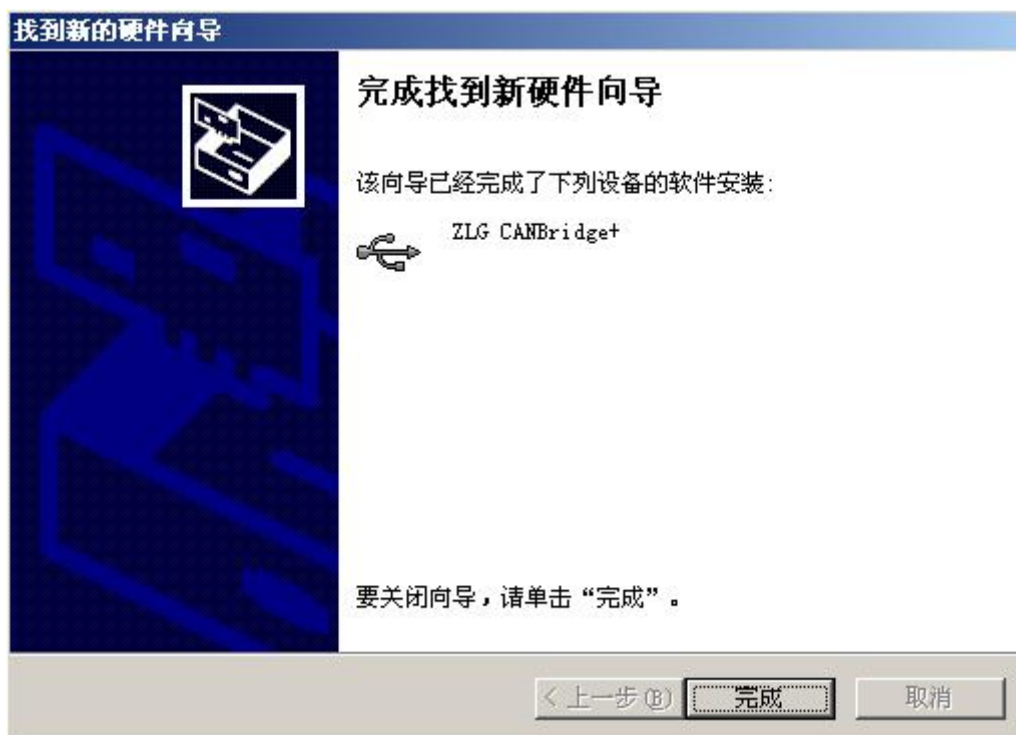 找到新的硬件向导
完成找到新硬件向导
该向导已经完成了下列设备的软件安装:
ZLG CANBridge+
要关闭向导，请单击“完成”。
< 上一步(B)
完成
取消